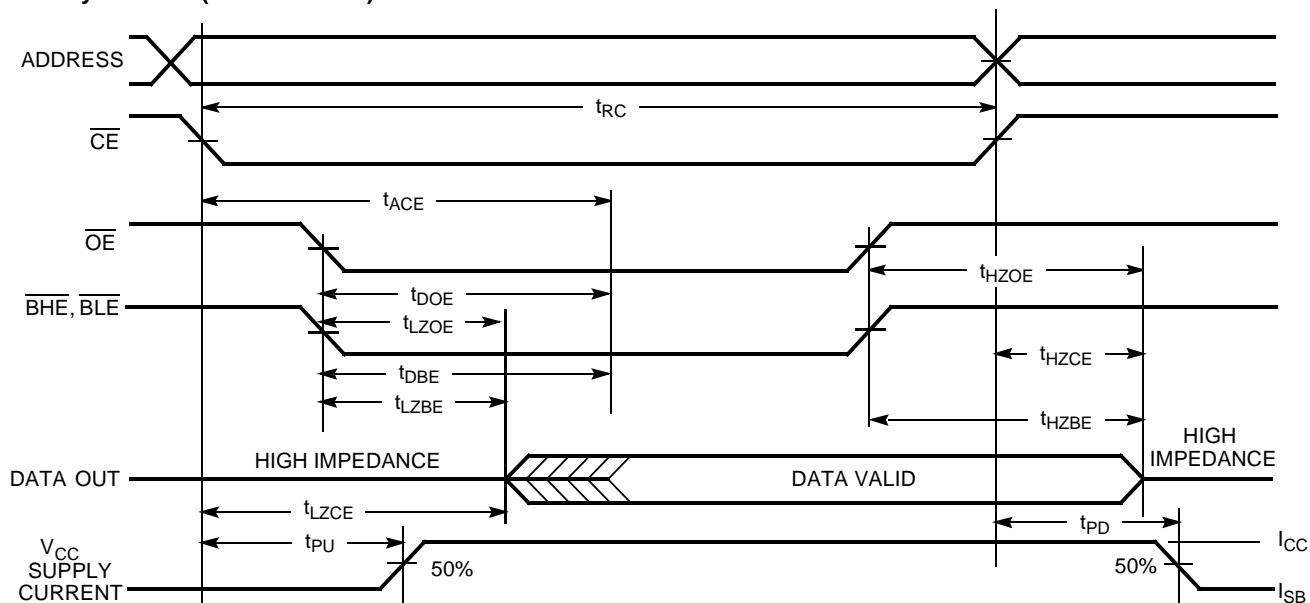 ADDRESS
tRC
CE
tACE
OE
tHZOE
tDOE
BHE, BLE
tLZOE
tHZCE
tDBE
tLZBE
tHZBE
HIGH IMPEDANCE
HIGH
IMPEDANCE
DATA OUT
DATA VALID
tLZCE
tPD
tPU
VCC
SUPPLY
CURRENT
50%
50%
ICC
ISB